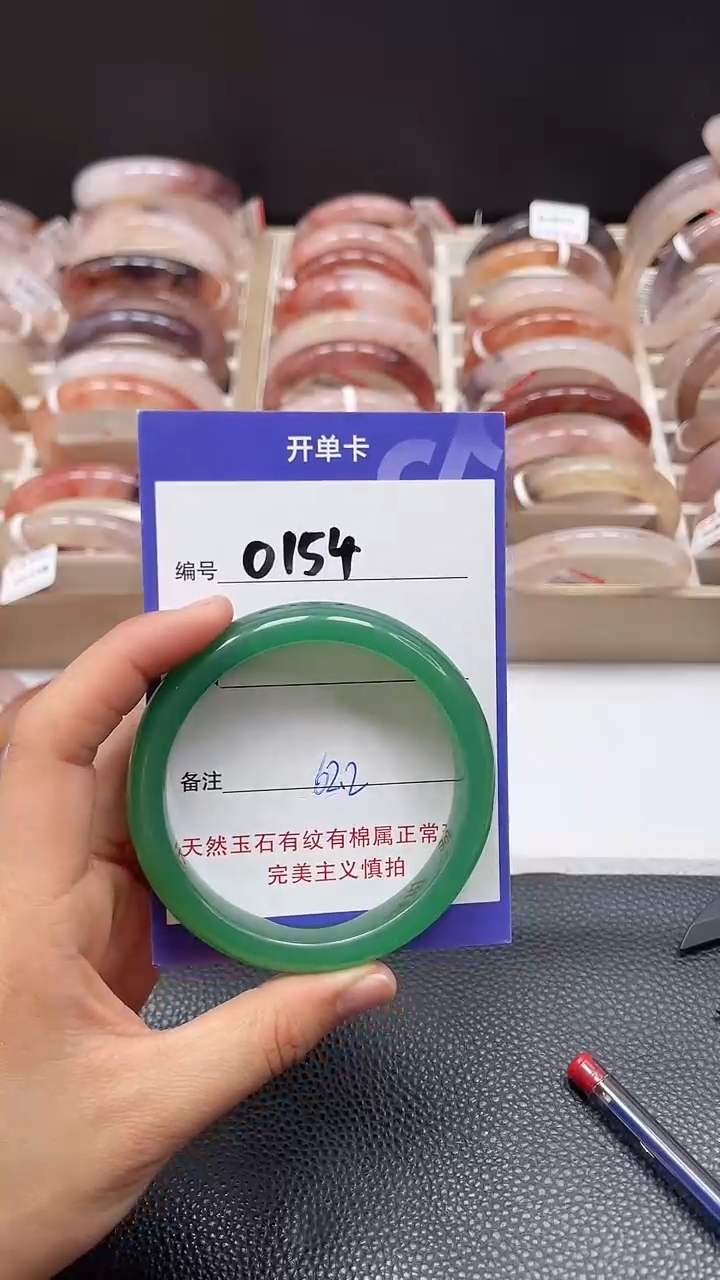 开单卡
编号 0154
备注 62.2
天然玉石有纹有棉属正常
完美主义慎拍